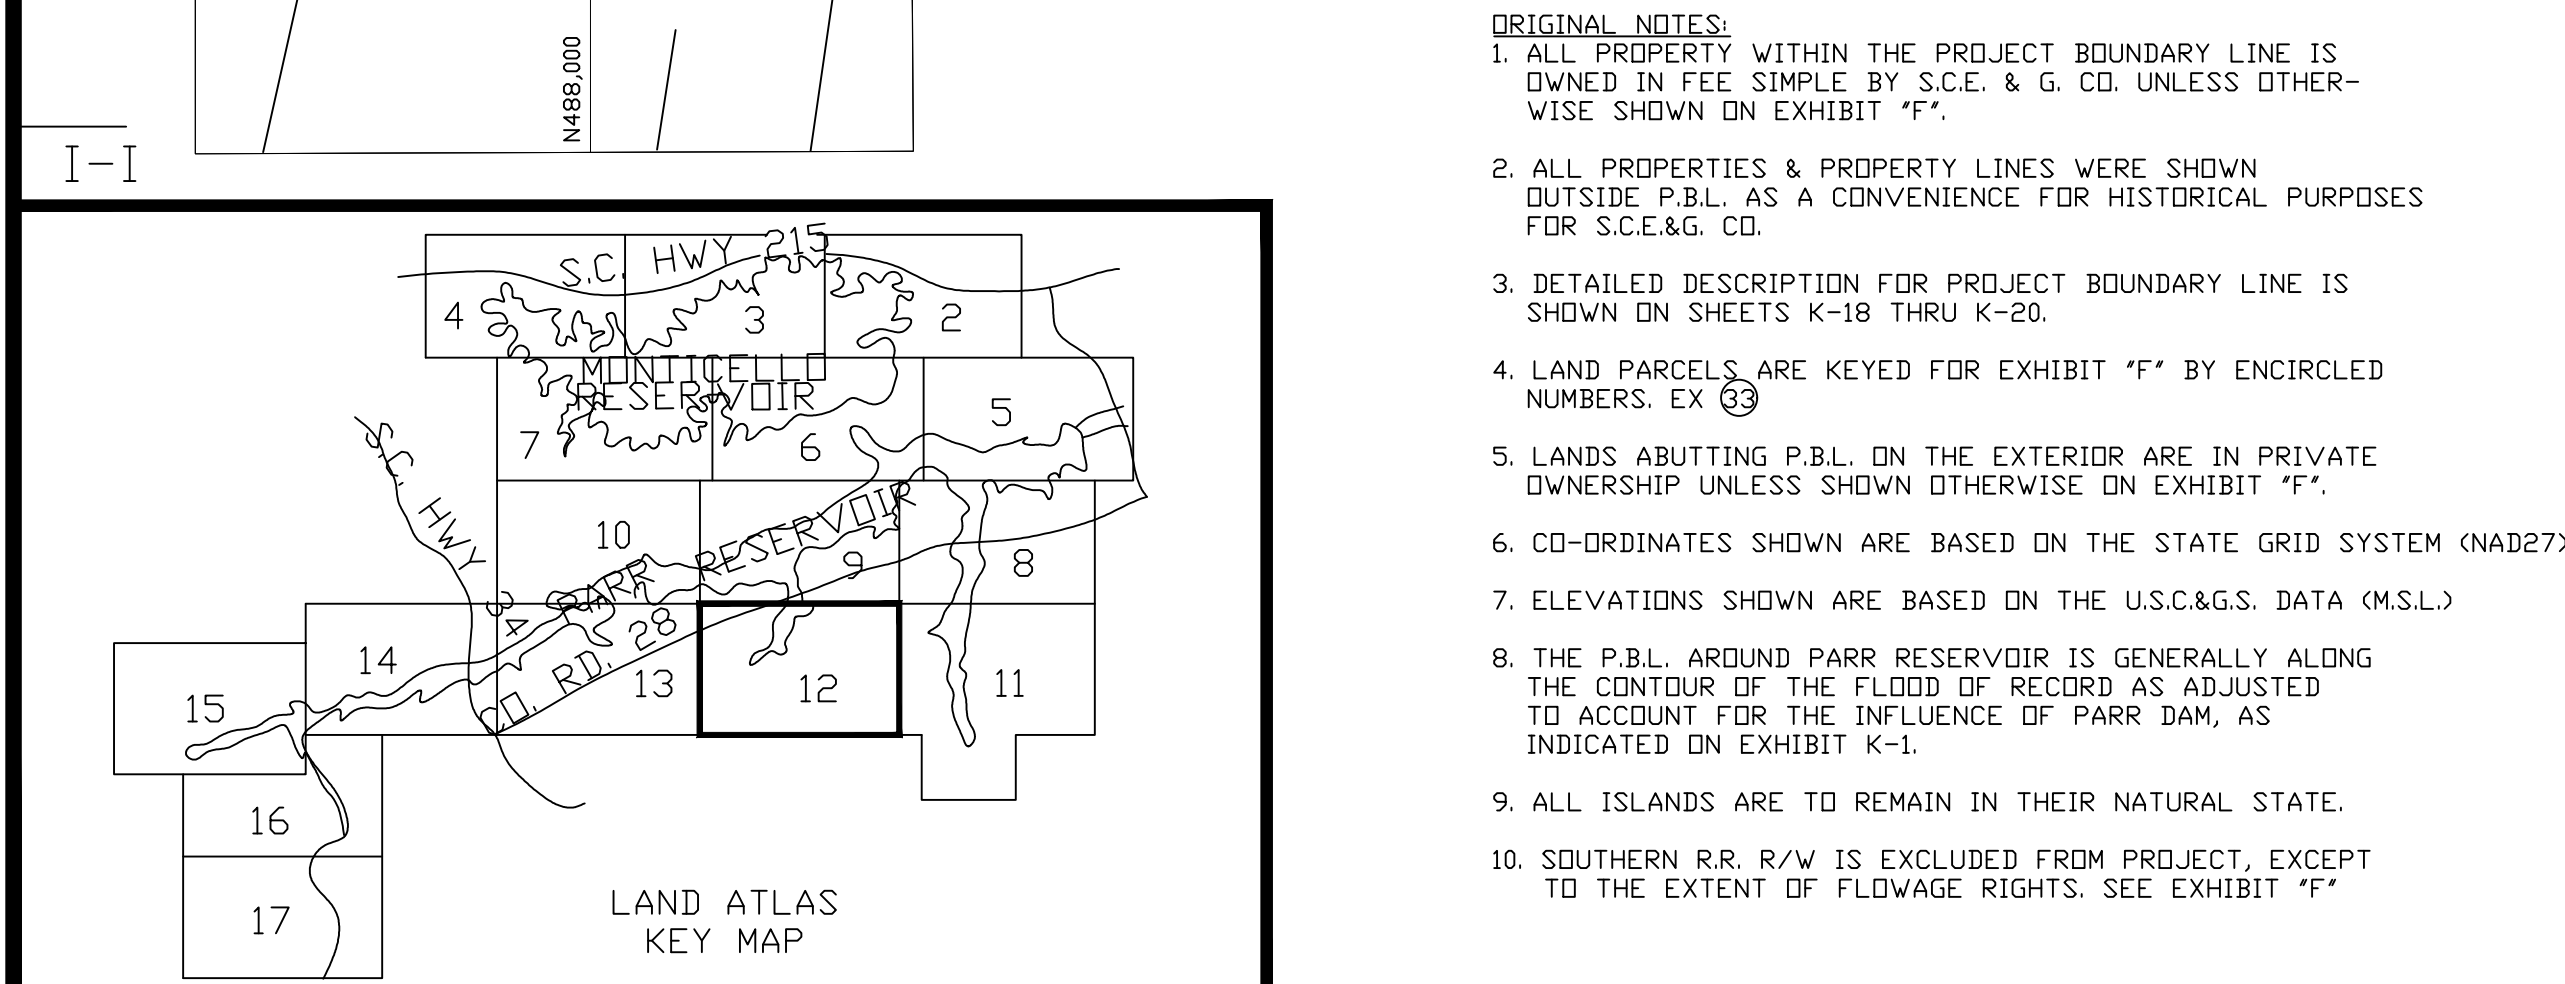 N488,000
I-I
S.C. HWY 215
4
3
2
MONTICELLO
RESERVOIR
7
6
5
S.C. HWY 34
10
PARR RESERVOIR
9
8
CO. RD. 28
14
13
12
11
15
16
17
LAND ATLAS
KEY MAP
ORIGINAL NOTES:
1. ALL PROPERTY WITHIN THE PROJECT BOUNDARY LINE IS
OWNED IN FEE SIMPLE BY S.C.E. & G. CO. UNLESS OTHER-
WISE SHOWN ON EXHIBIT "F".
2. ALL PROPERTIES & PROPERTY LINES WERE SHOWN
OUTSIDE P.B.L. AS A CONVENIENCE FOR HISTORICAL PURPOSES
FOR S.C.E.&G. CO.
3. DETAILED DESCRIPTION FOR PROJECT BOUNDARY LINE IS
SHOWN ON SHEETS K-18 THRU K-20.
4. LAND PARCELS ARE KEYED FOR EXHIBIT "F" BY ENCIRCLED
NUMBERS. EX 33
5. LANDS ABUTTING P.B.L. ON THE EXTERIOR ARE IN PRIVATE
OWNERSHIP UNLESS SHOWN OTHERWISE ON EXHIBIT "F".
6. CO-ORDINATES SHOWN ARE BASED ON THE STATE GRID SYSTEM (NAD27)
7. ELEVATIONS SHOWN ARE BASED ON THE U.S.C.&G.S. DATA (M.S.L.)
8. THE P.B.L. AROUND PARR RESERVOIR IS GENERALLY ALONG
THE CONTOUR OF THE FLOOD OF RECORD AS ADJUSTED
TO ACCOUNT FOR THE INFLUENCE OF PARR DAM, AS
INDICATED ON EXHIBIT K-1.
9. ALL ISLANDS ARE TO REMAIN IN THEIR NATURAL STATE.
10. SOUTHERN R.R. R/W IS EXCLUDED FROM PROJECT, EXCEPT
TO THE EXTENT OF FLOWAGE RIGHTS. SEE EXHIBIT "F"